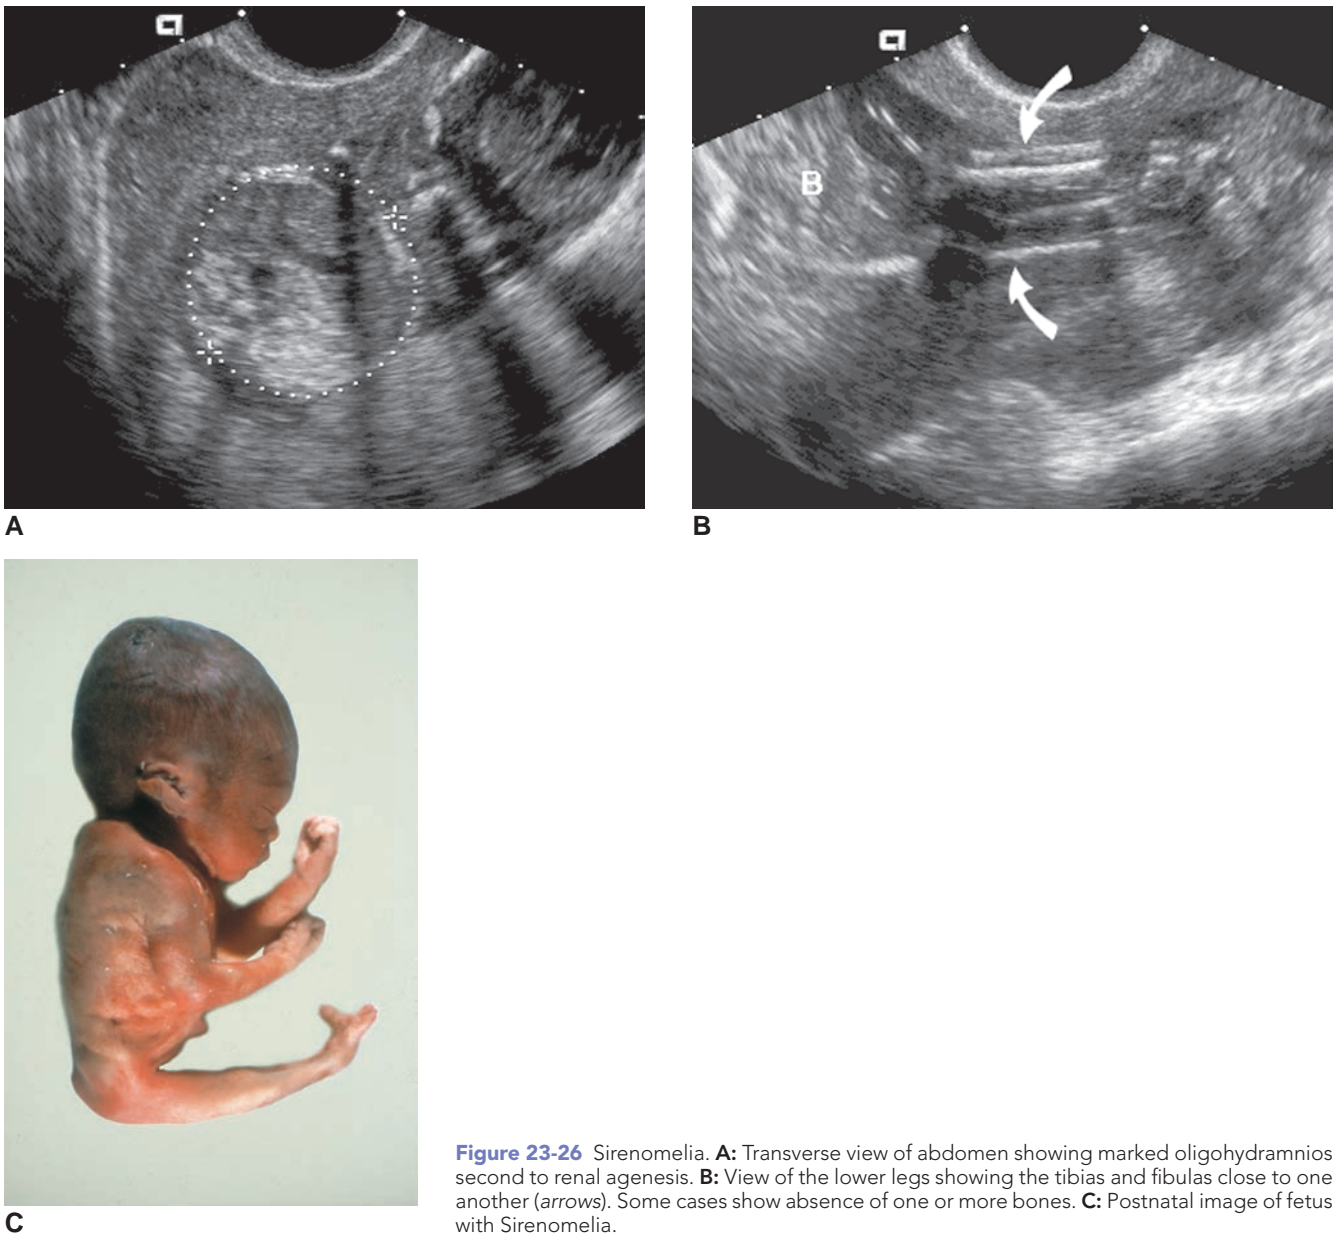 B
A
B
C
Figure 23-26 Sirenomelia. A: Transverse view of abdomen showing marked oligohydramnios
second to renal agenesis. B: View of the lower legs showing the tibias and fibulas close to one
another (arrows). Some cases show absence of one or more bones. C: Postnatal image of fetus
with Sirenomelia.